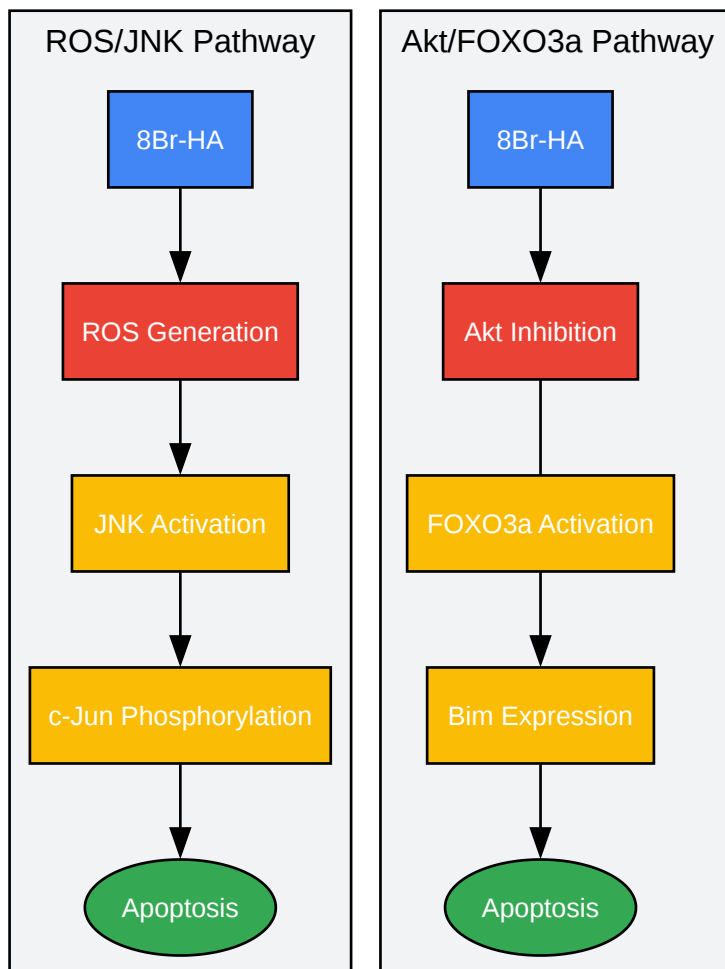 ROS/JNK Pathway
8Br-HA
ROS Generation
JNK Activation
c-Jun Phosphorylation
Apoptosis
Akt/FOXO3a Pathway
8Br-HA
Akt Inhibition
FOXO3a Activation
Bim Expression
Apoptosis